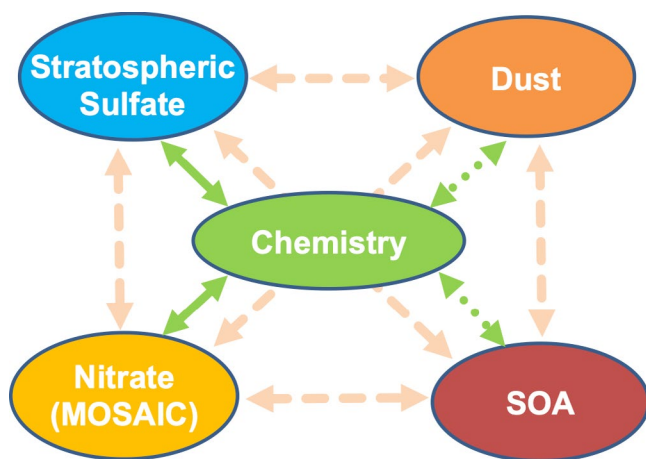 Stratospheric
Sulfate
Dust
Chemistry
Nitrate
(MOSAIC)
SOA